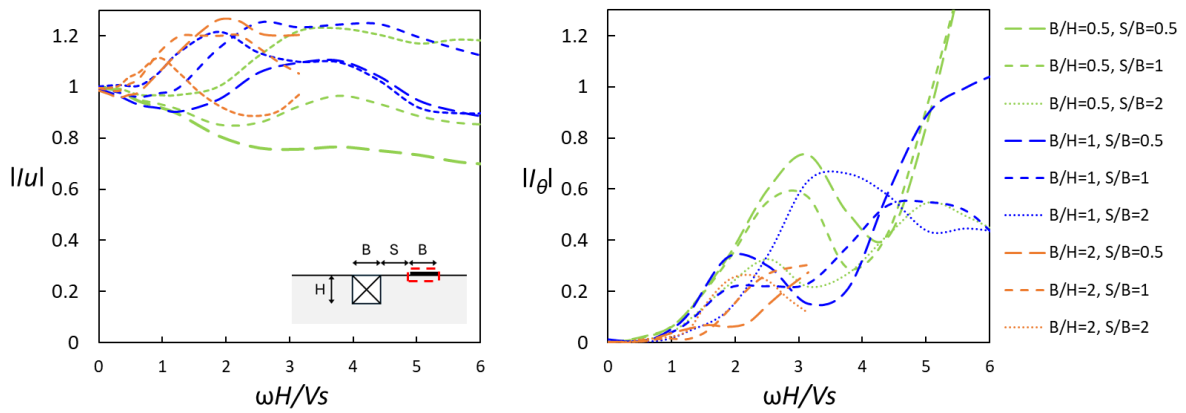 1.2
1
0.8
|Iu| 0.6
0.4
0.2
0
0 1 2 3 4 5 6
ωH/Vs
B S B
H
1.2
1
0.8
|Iθ| 0.6
0.4
0.2
0
0 1 2 3 4 5 6
ωH/Vs
B/H=0.5, S/B=0.5
B/H=0.5, S/B=1
B/H=0.5, S/B=2
B/H=1, S/B=0.5
B/H=1, S/B=1
B/H=1, S/B=2
B/H=2, S/B=0.5
B/H=2, S/B=1
B/H=2, S/B=2